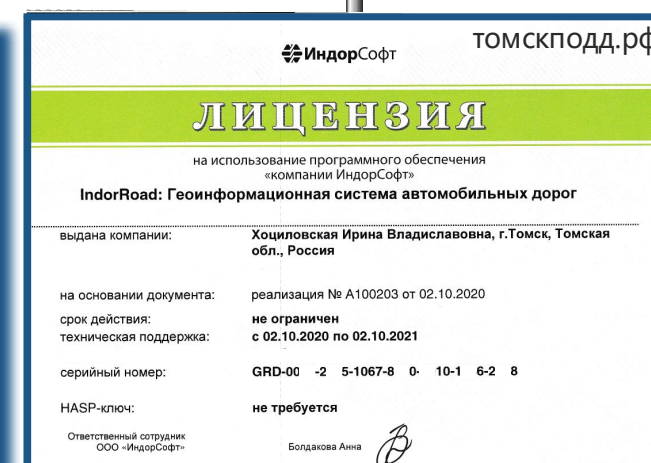 томскподд.рф
ИндорСофт
ЛИЦЕНЗИЯ
на использование программного обеспечения
«компании ИндорСофт»
IndorRoad: Геоинформационная система автомобильных дорог
выдана компании: Хоциловская Ирина Владиславовна, г.Томск, Томская
обл., Россия
на основании документа: реализация № А100203 от 02.10.2020
срок действия: не ограничен
техническая поддержка: с 02.10.2020 по 02.10.2021
серийный номер: GRD-00 -2 5-1067-8 0- 10-1 6-2 8
HASP-ключ: не требуется
Ответственный сотрудник
ООО «ИндорСофт» Болдакова Анна